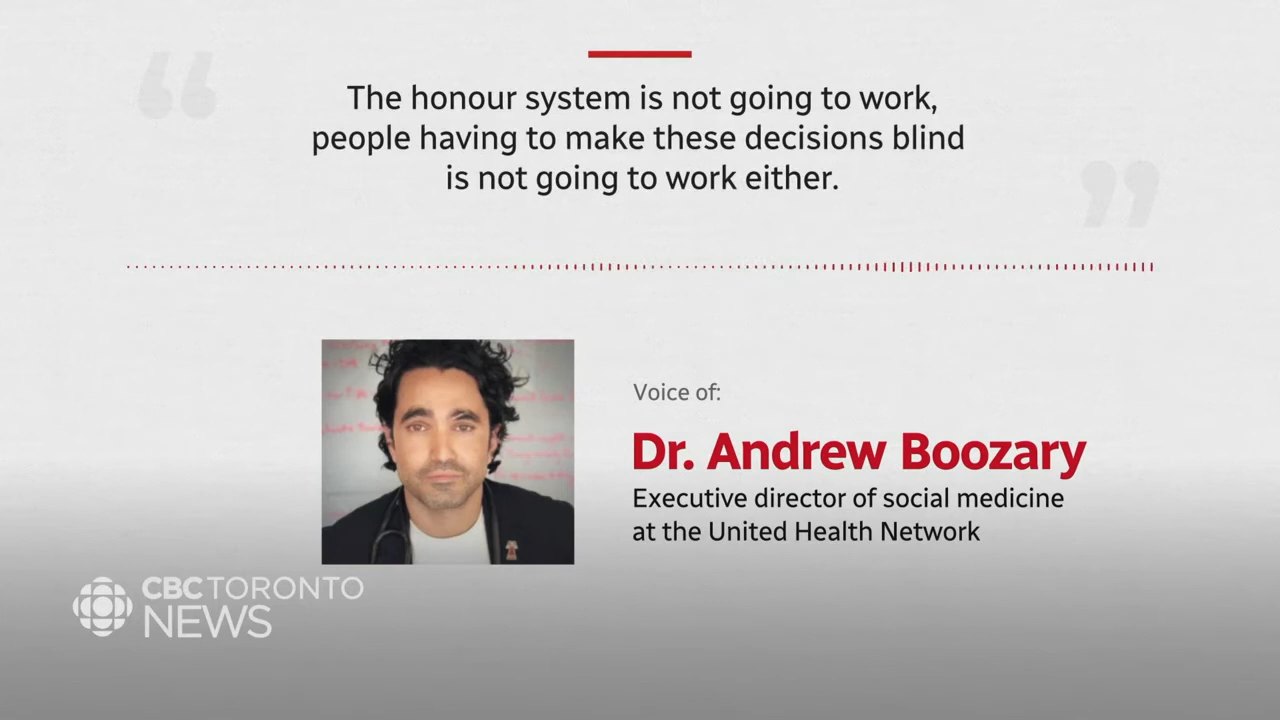 The honour system is not going to work,
people having to make these decisions blind
is not going to work either.
Voice of:
Dr. Andrew Boozary
Executive director of social medicine
at the United Health Network
CBC TORONTO
NEWS